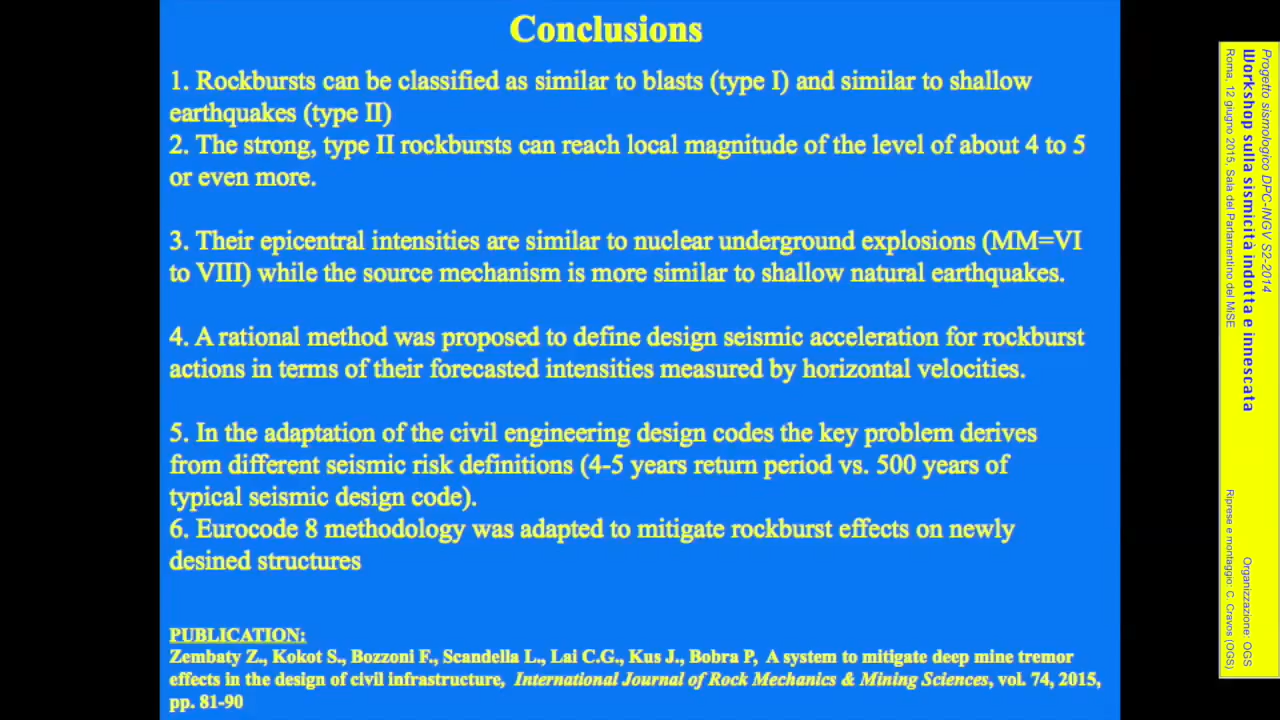 Conclusions
1. Rockbursts can be classified as similar to blasts (type I) and similar to shallow
earthquakes (type II)
2. The strong, type II rockbursts can reach local magnitude of the level of about 4 to 5
or even more.
3. Their epicentral intensities are similar to nuclear underground explosions (MM=VI
to VIII) while the source mechanism is more similar to shallow natural earthquakes.
4. A rational method was proposed to define design seismic acceleration for rockburst
actions in terms of their forecasted intensities measured by horizontal velocities.
5. In the adaptation of the civil engineering design codes the key problem derives
from different seismic risk definitions (4-5 years return period vs. 500 years of
typical seismic design code).
6. Eurocode 8 methodology was adapted to mitigate rockburst effects on newly
desined structures
PUBLICATION:
Zembaty Z., Kokot S., Bozzoni F., Scandella L., Lai C.G., Kus J., Bobra P, A system to mitigate deep mine tremor
effects in the design of civil infrastructure, International Journal of Rock Mechanics & Mining Sciences, vol. 74, 2015,
pp. 81-90
Progetto sismologico DPC-INGV S2-2014
Workshop sulla sismicità indotta e innescata
Roma, 12 giugno 2015, Sala del Parlamentino del MiSE
Organizzazione: OGS
Riprese e montaggio: C. Cravos (OGS)